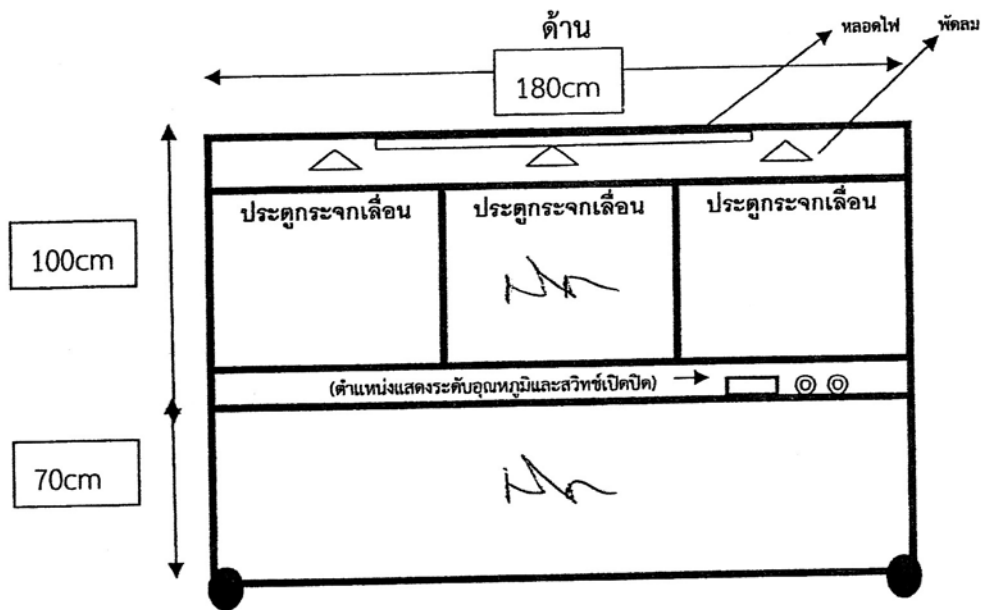 ด้าน
หลอดไฟ
พัดลม
180cm
ประตูกระจกเลื่อน
ประตูกระจกเลื่อน
ประตูกระจกเลื่อน
100cm
(ตำแหน่งแสดงระดับอุณหภูมิและสวิทช์เปิดปิด)
70cm